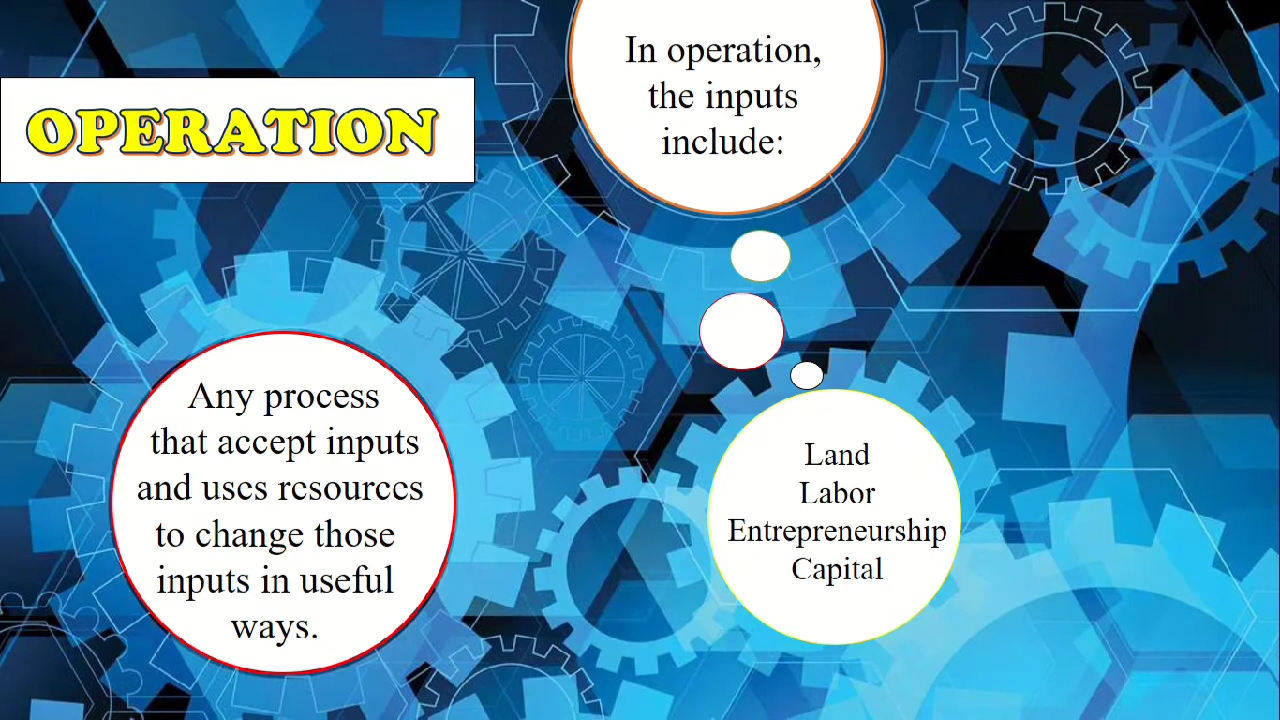 OPERATION
In operation,
the inputs
include:
Any process
that accept inputs
and uses resources
to change those
inputs in useful
ways.
Land
Labor
Entrepreneurship
Capital